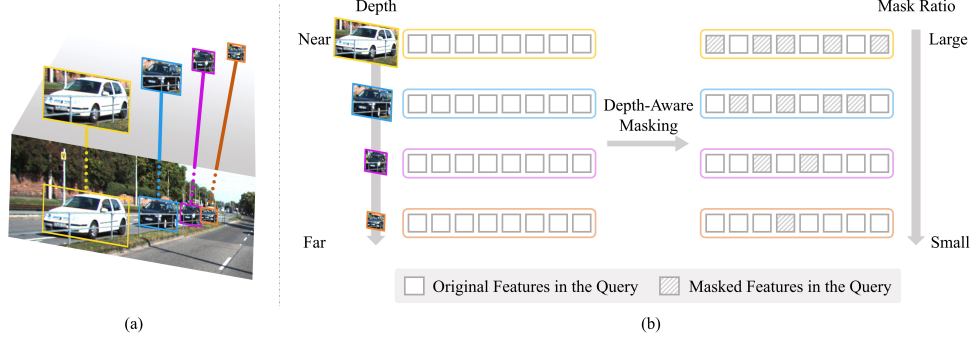 Depth
Mask Ratio
Near
Large
Depth-Aware
Masking
Far
Small
Original Features in the Query
Masked Features in the Query
(a)
(b)